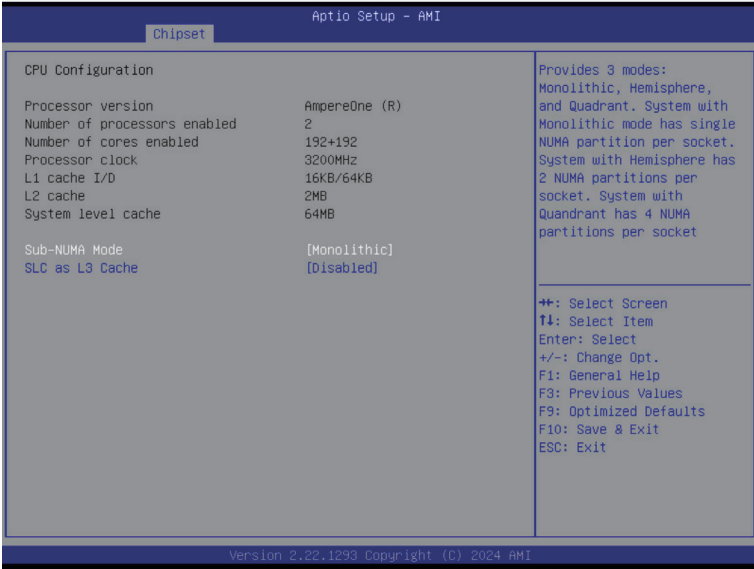 Aptio Setup – AMI
Chipset
CPU Configuration
Processor version AmpereOne (R)
Number of processors enabled 2
Number of cores enabled 192+192
Processor clock 3200MHz
L1 cache I/D 16KB/64KB
L2 cache 2MB
System level cache 64MB
Sub-NUMA Mode [Monolithic]
SLC as L3 Cache [Disabled]
Provides 3 modes:
Monolithic, Hemisphere,
and Quadrant. System with
Monolithic mode has single
NUMA partition per socket.
System with Hemisphere has
2 NUMA partitions per
socket. System with
Quandrant has 4 NUMA
partitions per socket
→←: Select Screen
↑↓: Select Item
Enter: Select
+/-: Change Opt.
F1: General Help
F3: Previous Values
F9: Optimized Defaults
F10: Save & Exit
ESC: Exit
Version 2.22.1293 Copyright (C) 2024 AMI